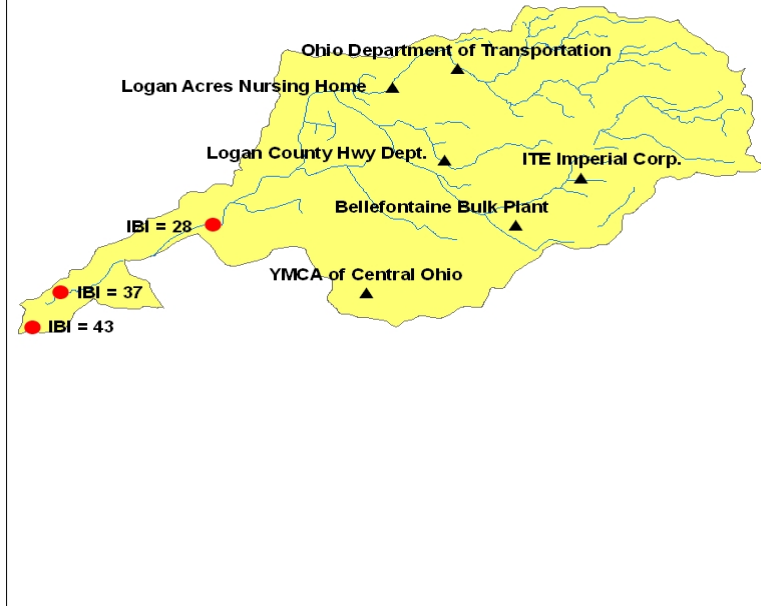 Ohio Department of Transportation
Logan Acres Nursing Home
Logan County Hwy Dept.
ITE Imperial Corp.
Bellefontaine Bulk Plant
IBI = 28
YMCA of Central Ohio
IBI = 37
IBI = 43